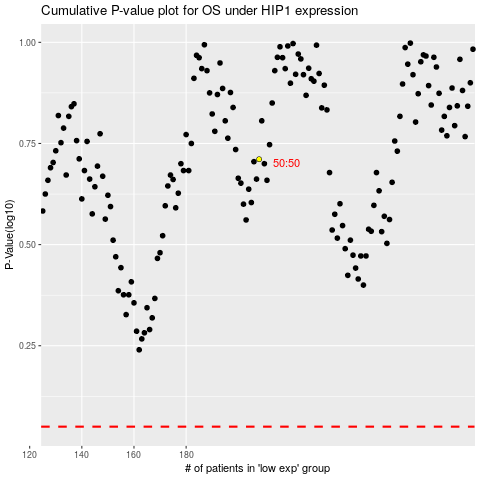 Cumulative P-value plot for OS under HIP1 expression
P-Value(log10)
1.00
0.75
0.50
0.25
50:50
120 140 160 180
# of patients in 'low exp' group